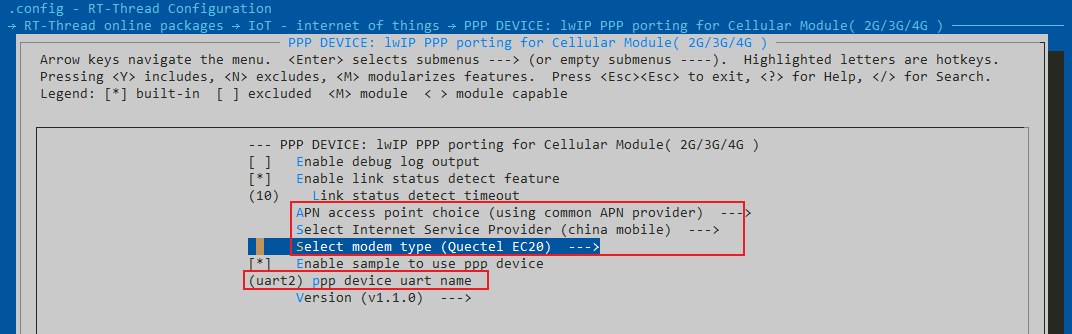 .config - RT-Thread Configuration
→ RT-Thread online packages → IoT - internet of things → PPP DEVICE: lwIP PPP porting for Cellular Module( 2G/3G/4G )
PPP DEVICE: lwIP PPP porting for Cellular Module( 2G/3G/4G )
Arrow keys navigate the menu.  <Enter> selects submenus ---> (or empty submenus ----).  Highlighted letters are hotkeys.
Pressing <Y> includes, <N> excludes, <M> modularizes features.  Press <Esc><Esc> to exit, <?> for Help, </> for Search.
Legend: [*] built-in  [ ] excluded  <M> module  < > module capable
--- PPP DEVICE: lwIP PPP porting for Cellular Module( 2G/3G/4G )
[ ]   Enable debug log output
[*]   Enable link status detect feature
(10)    Link status detect timeout
APN access point choice (using common APN provider)  --->
Select Internet Service Provider (china mobile)  --->
Select modem type (Quectel EC20)  --->
[*]   Enable sample to use ppp device
(uart2) ppp device uart name
Version (v1.1.0)  --->